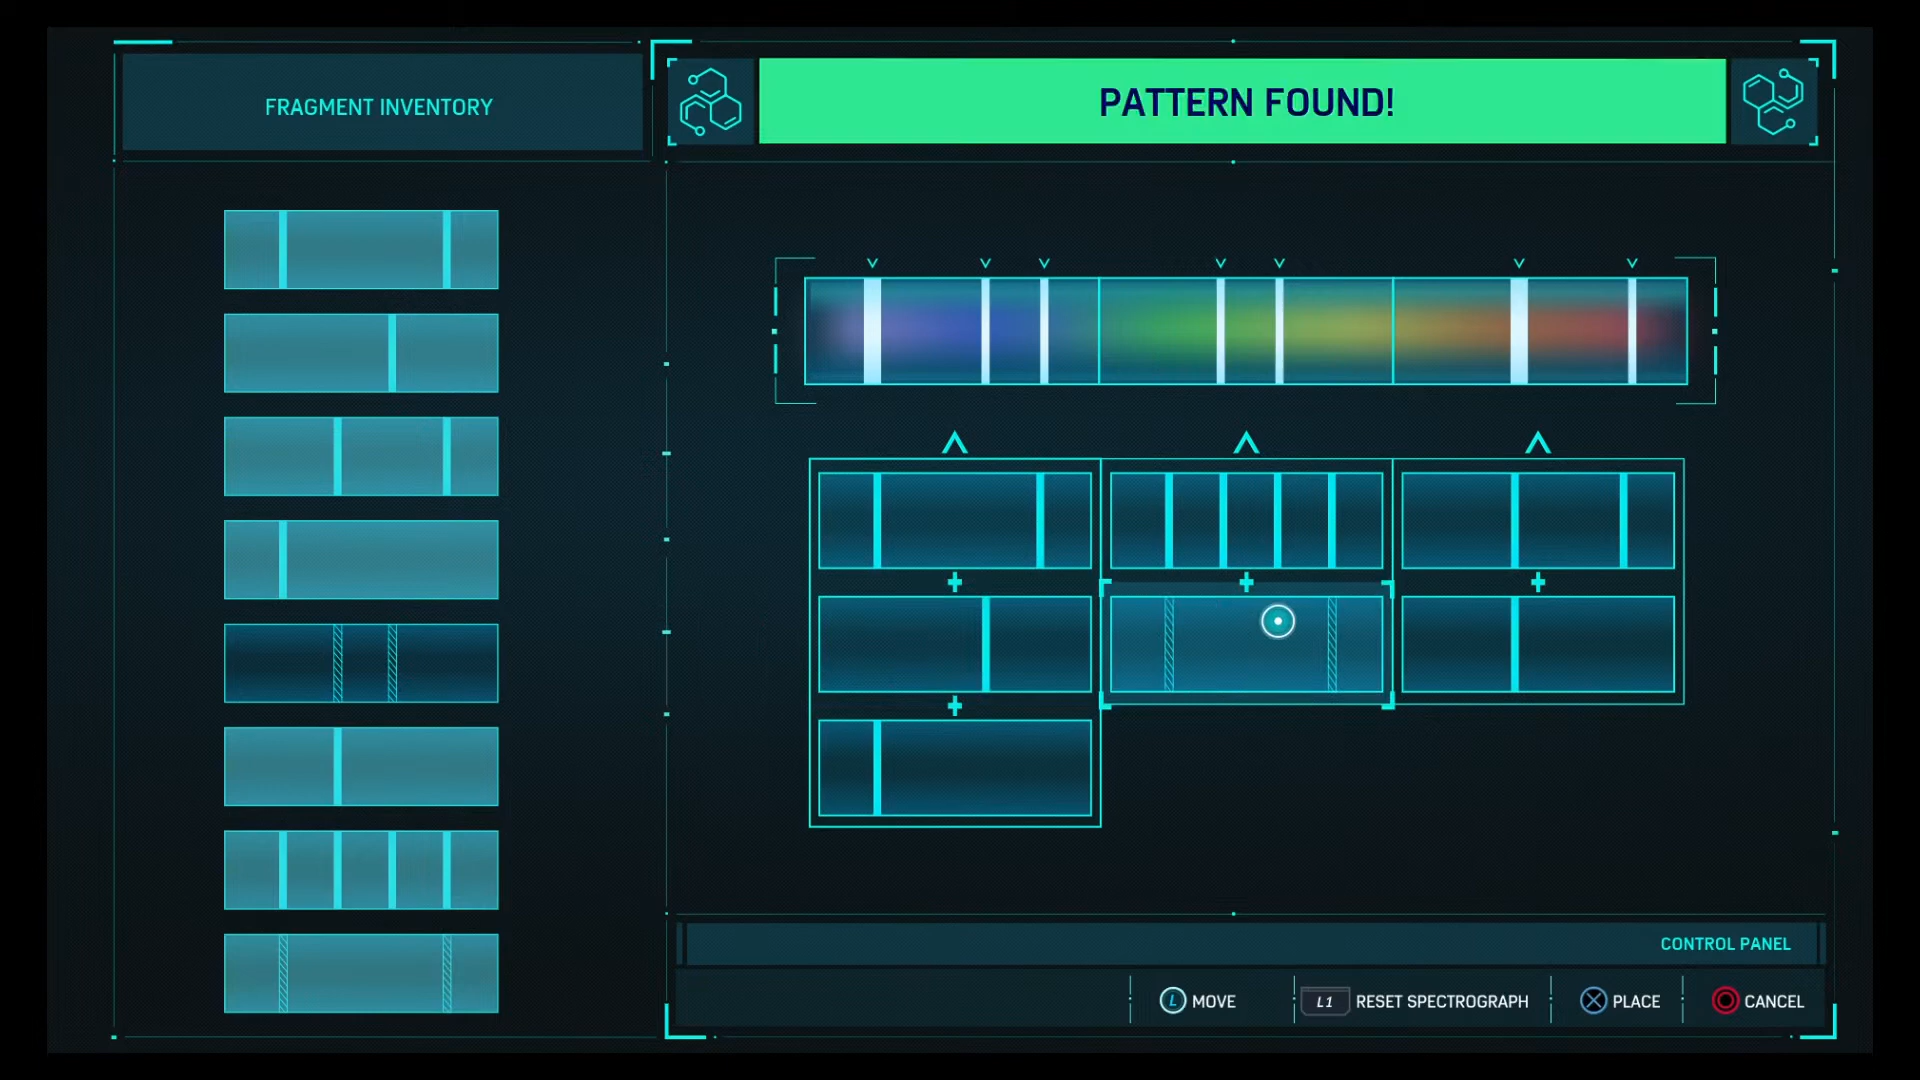 FRAGMENT INVENTORY
PATTERN FOUND!
CONTROL PANEL
L MOVE
L1 RESET SPECTROGRAPH
PLACE
CANCEL